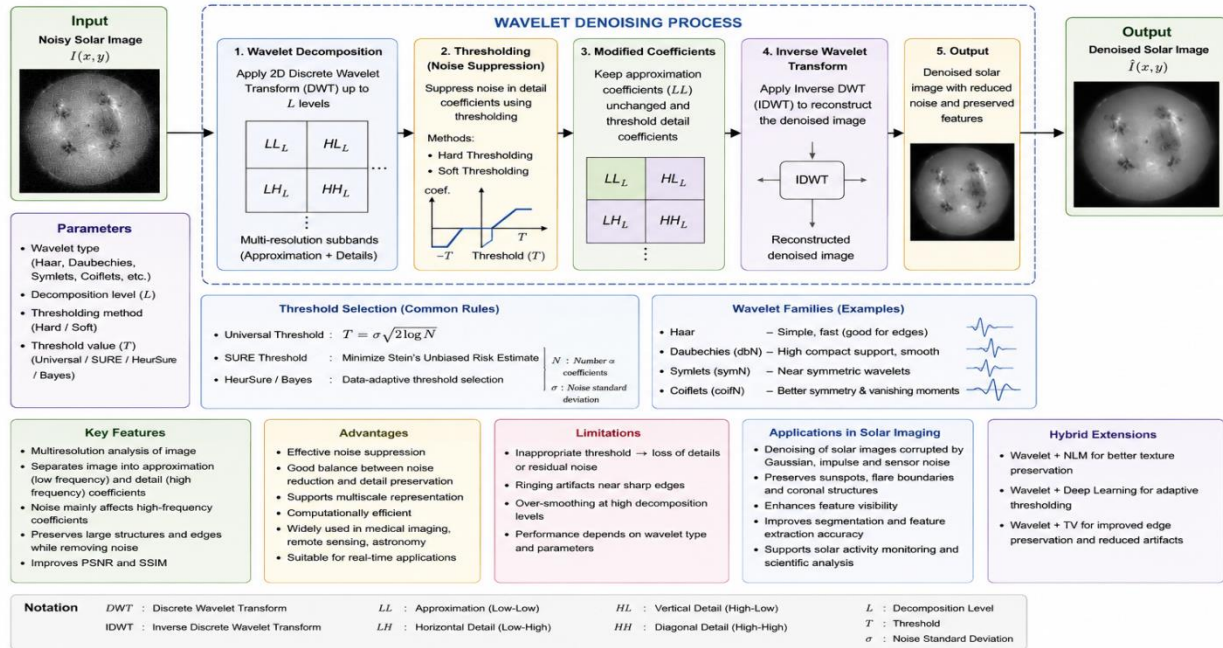 Input
Noisy Solar Image
I(x, y)
WAVELET DENOISING PROCESS
1. Wavelet Decomposition
Apply 2D Discrete Wavelet
Transform (DWT) up to
L levels
LL_L HL_L
...
LH_L HH_L
⋮
Multi-resolution subbands
(Approximation + Details)
2. Thresholding
(Noise Suppression)
Suppress noise in detail
coefficients using
thresholding
Methods:
• Hard Thresholding
• Soft Thresholding
coef.
T
−T
Threshold (T)
3. Modified Coefficients
Keep approximation
coefficients (LL)
unchanged and
threshold detail
coefficients
LL_L HL_L
LH_L HH_L
⋮
4. Inverse Wavelet
Transform
Apply Inverse DWT
(IDWT) to reconstruct
the denoised image
IDWT
Reconstructed
denoised image
5. Output
Denoised solar
image with reduced
noise and preserved
features
Output
Denoised Solar Image
Î(x, y)
Parameters
• Wavelet type
(Haar, Daubechies,
Symlets, Coiflets, etc.)
• Decomposition level (L)
• Thresholding method
(Hard / Soft)
• Threshold value (T)
(Universal / SURE / HeurSure
/ Bayes)
Threshold Selection (Common Rules)
• Universal Threshold : T = σ√2 log N
• SURE Threshold : Minimize Stein's Unbiased Risk Estimate
• HeurSure / Bayes : Data-adaptive threshold selection
N : Number α
coefficients
σ : Noise standard
deviation
Wavelet Families (Examples)
• Haar – Simple, fast (good for edges)
• Daubechies (dbN) – High compact support, smooth
• Symlets (symN) – Near symmetric wavelets
• Coiflets (coifN) – Better symmetry & vanishing moments
Key Features
• Multiresolution analysis of image
• Separates image into approximation
(low frequency) and detail (high
frequency) coefficients
• Noise mainly affects high-frequency
coefficients
• Preserves large structures and edges
while removing noise
• Improves PSNR and SSIM
Advantages
• Effective noise suppression
• Good balance between noise
reduction and detail preservation
• Supports multiscale representation
• Computationally efficient
• Widely used in medical imaging,
remote sensing, astronomy
• Suitable for real-time applications
Limitations
• Inappropriate threshold → loss of details
or residual noise
• Ringing artifacts near sharp edges
• Over-smoothing at high decomposition
levels
• Performance depends on wavelet type
and parameters
Applications in Solar Imaging
• Denoising of solar images corrupted by
Gaussian, impulse and sensor noise
• Preserves sunspots, flare boundaries
and coronal structures
• Enhances feature visibility
• Improves segmentation and feature
extraction accuracy
• Supports solar activity monitoring and
scientific analysis
Hybrid Extensions
• Wavelet + NLM for better texture
preservation
• Wavelet + Deep Learning for adaptive
thresholding
• Wavelet + TV for improved edge
preservation and reduced artifacts
Notation
DWT : Discrete Wavelet Transform
IDWT : Inverse Discrete Wavelet Transform
LL : Approximation (Low-Low)
LH : Horizontal Detail (Low-High)
HL : Vertical Detail (High-Low)
HH : Diagonal Detail (High-High)
L : Decomposition Level
T : Threshold
σ : Noise Standard Deviation